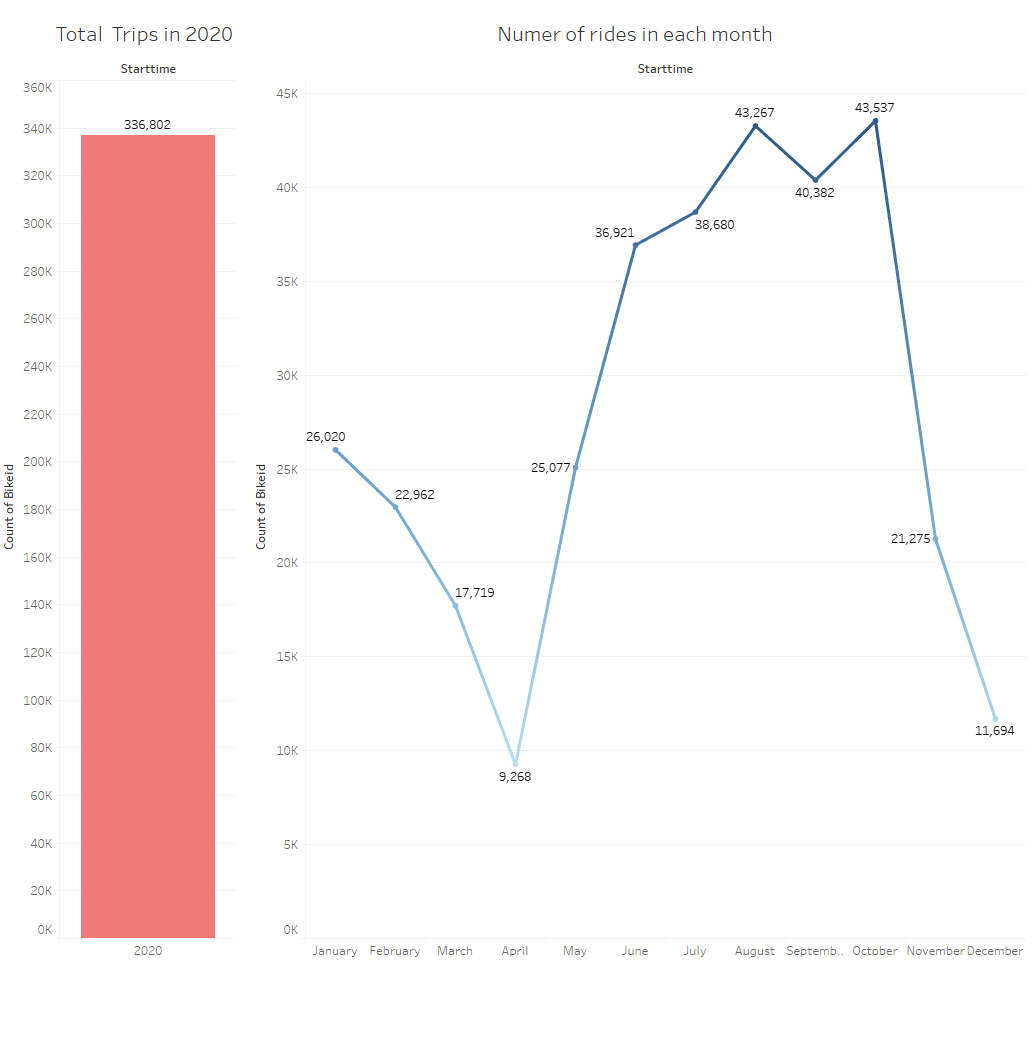 Total  Trips in 2020
Starttime
360K
340K
320K
300K
280K
260K
240K
220K
200K
180K
160K
140K
120K
100K
80K
60K
40K
20K
0K
Count of Bikeid
336,802
2020
Numer of rides in each month
Starttime
45K
40K
35K
30K
25K
20K
15K
10K
5K
0K
Count of Bikeid
26,020
22,962
17,719
9,268
25,077
36,921
38,680
43,267
40,382
43,537
21,275
11,694
January February March April May June July August Septemb.. October November December